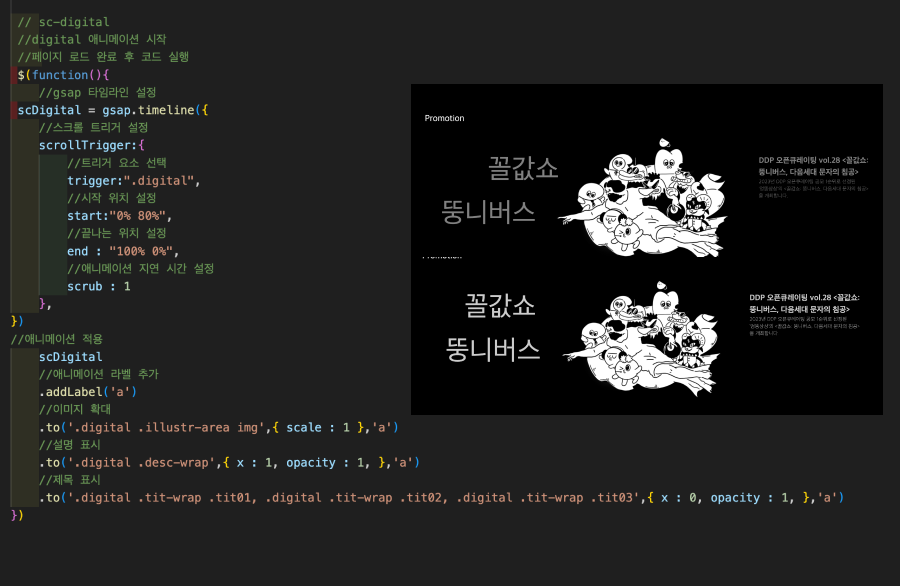 // sc-digital
//digital 애니메이션 시작
//페이지 로드 완료 후 코드 실행
$(function(){
//gsap 타임라인 설정
scDigital = gsap.timeline({
//스크롤 트리거 설정
scrollTrigger:{
//트리거 요소 선택
trigger:".digital",
//시작 위치 설정
start:"0% 80%",
//끝나는 위치 설정
end : "100% 0%",
//애니메이션 지연 시간 설정
scrub : 1
},
})
//애니메이션 적용
scDigital
//애니메이션 라벨 추가
.addLabel('a')
//이미지 확대
.to('.digital .illustr-area img',{ scale : 1 },'a')
//설명 표시
.to('.digital .desc-wrap',{ x : 1, opacity : 1, },'a')
//제목 표시
.to('.digital .tit-wrap .tit01, .digital .tit-wrap .tit02, .digital .tit-wrap .tit03',{ x : 0, opacity : 1, },'a')
})
Promotion
꼴값쇼
뚱니버스
DDP 오픈큐레이팅 vol.28 <꼴값쇼:
뚱니버스, 다음세대 문자의 침공>
꼴값쇼
뚱니버스
DDP 오픈큐레이팅 vol.28 <꼴값쇼:
뚱니버스, 다음세대 문자의 침공>